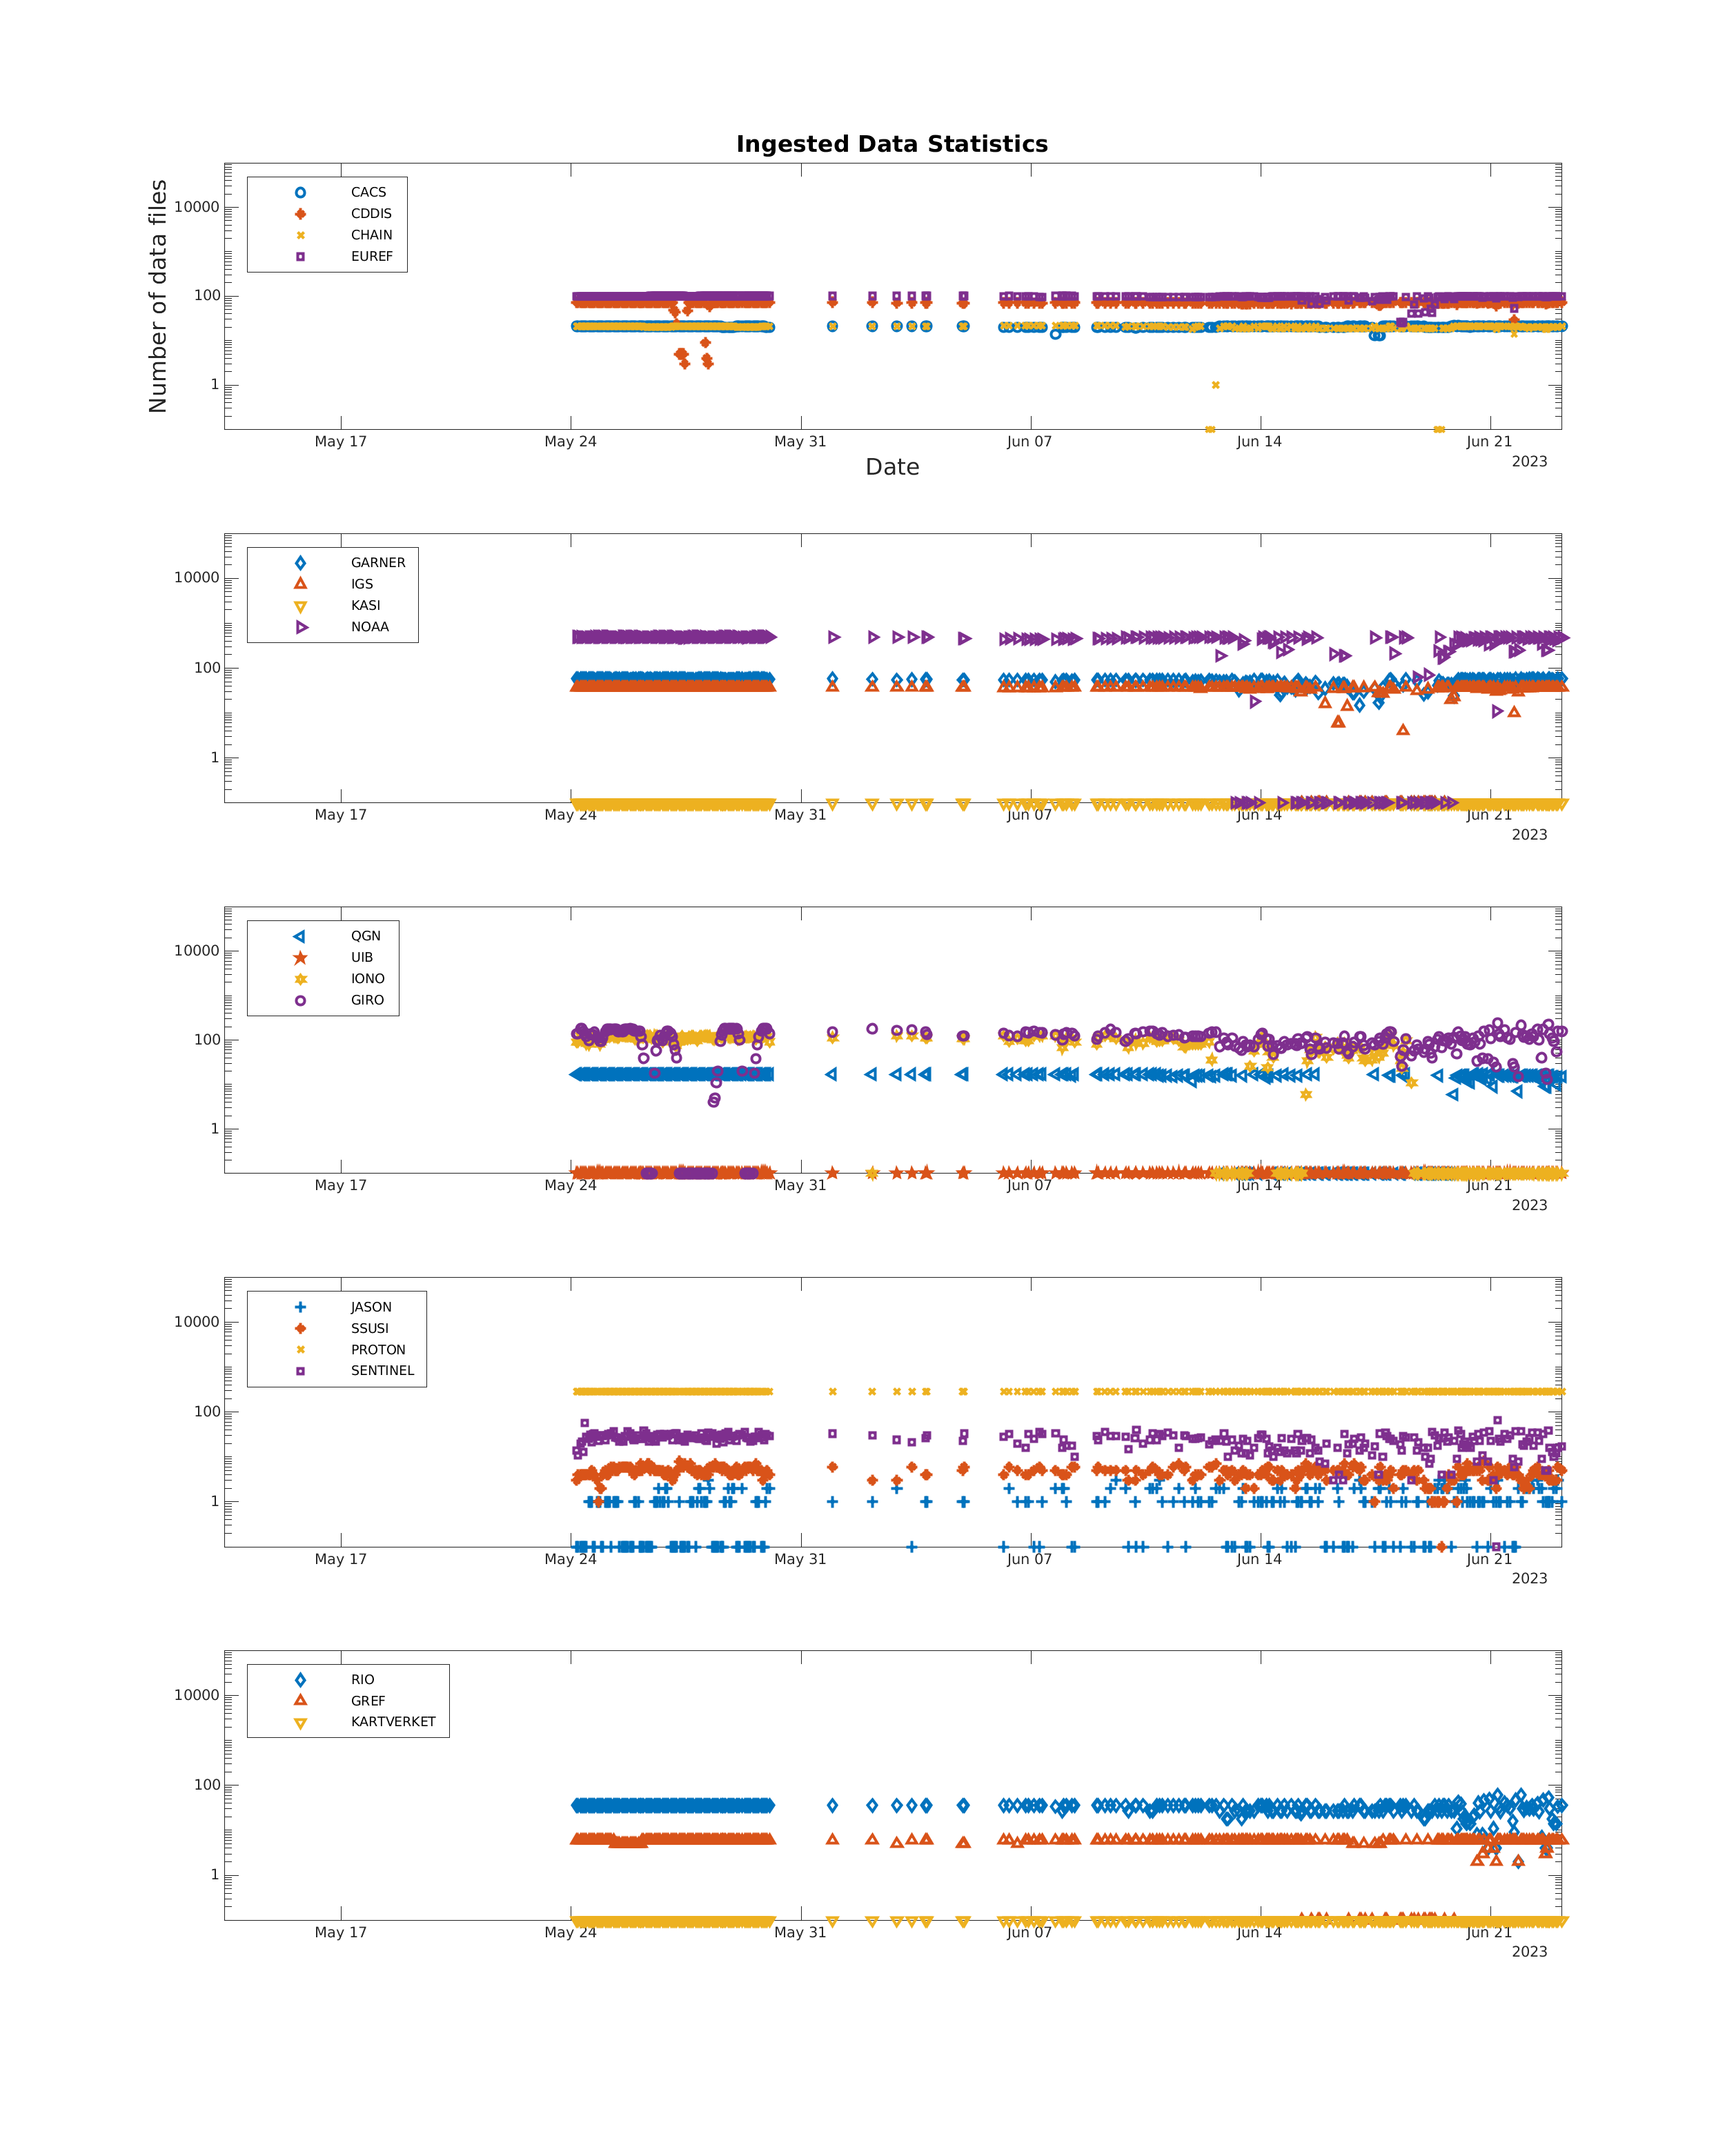 Ingested Data Statistics
Number of data files
10000
100
1
CACS
CDDIS
CHAIN
EUREF
May 17 May 24 May 31 Jun 07 Jun 14 Jun 21
2023
Date
10000
100
1
GARNER
IGS
KASI
NOAA
May 17 May 24 May 31 Jun 07 Jun 14 Jun 21
2023
10000
100
1
QGN
UIB
IONO
GIRO
May 17 May 24 May 31 Jun 07 Jun 14 Jun 21
2023
10000
100
1
JASON
SSUSI
PROTON
SENTINEL
May 17 May 24 May 31 Jun 07 Jun 14 Jun 21
2023
10000
100
1
RIO
GREF
KARTVERKET
May 17 May 24 May 31 Jun 07 Jun 14 Jun 21
2023